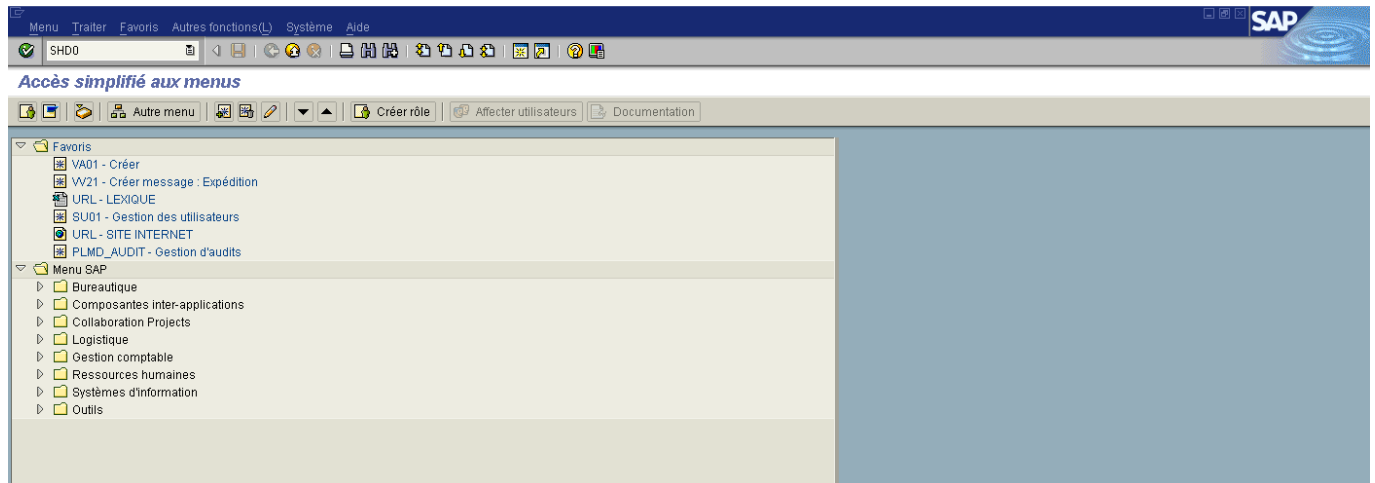 Menu Traiter Favoris Autres fonctions(L) Système Aide
SAP
SHD0
Accès simplifié aux menus
Autre menu Créer rôle Affecter utilisateurs Documentation
Favoris
VA01 - Créer
VV21 - Créer message : Expédition
URL - LEXIQUE
SU01 - Gestion des utilisateurs
URL - SITE INTERNET
PLMD_AUDIT - Gestion d'audits
Menu SAP
Bureautique
Composantes inter-applications
Collaboration Projects
Logistique
Gestion comptable
Ressources humaines
Systèmes d'information
Outils